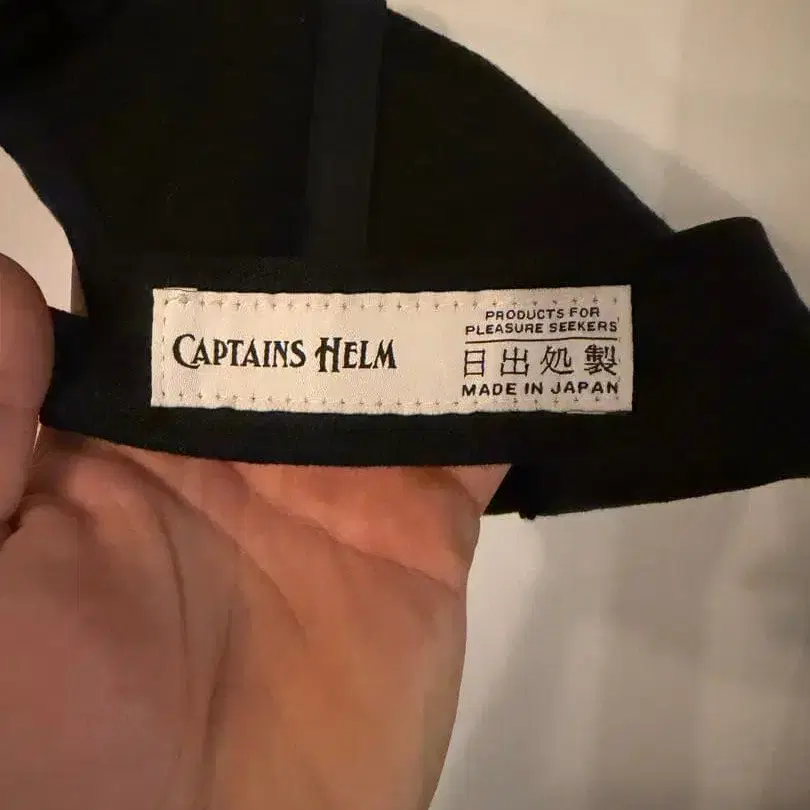 CAPTAINS HELM
PRODUCTS FOR
PLEASURE SEEKERS'
日出処製
MADE IN JAPAN